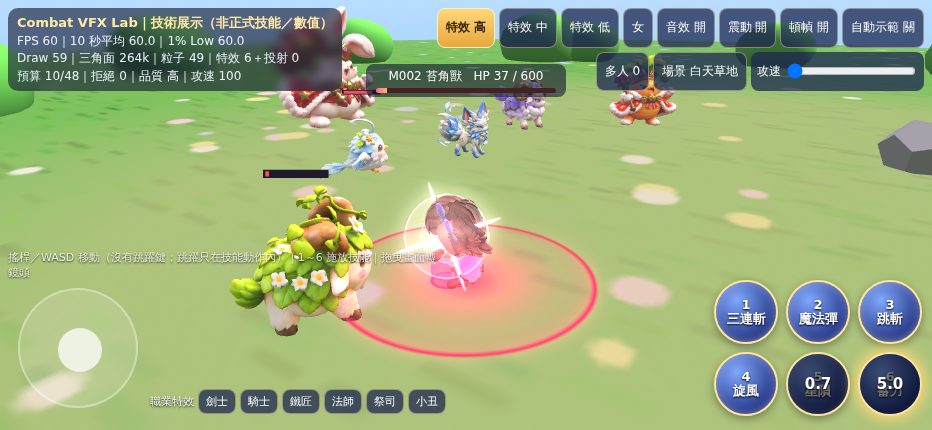 Combat VFX Lab｜技術展示（非正式技能／數值）
FPS 60｜10 秒平均 60.0｜1% Low 60.0
Draw 59｜三角面 264k｜粒子 49｜特效 6＋投射 0
預算 10/48｜拒絕 0｜品質 高｜攻速 100
特效 高
特效 中
特效 低
女
音效 開
震動 開
頓幀 開
自動示範 關
多人 0
場景 白天草地
攻速
M002 苔角獸 HP 37 / 600
搖桿／WASD 移動（沒有跳躍鍵；跳躍只在技能動作內）｜1～6 施放技能｜拖曳畫面轉
鏡頭
1
三連斬
2
魔法彈
3
跳斬
4
旋風
0.7
5.0
職業特效
劍士
騎士
鐵匠
法師
祭司
小丑